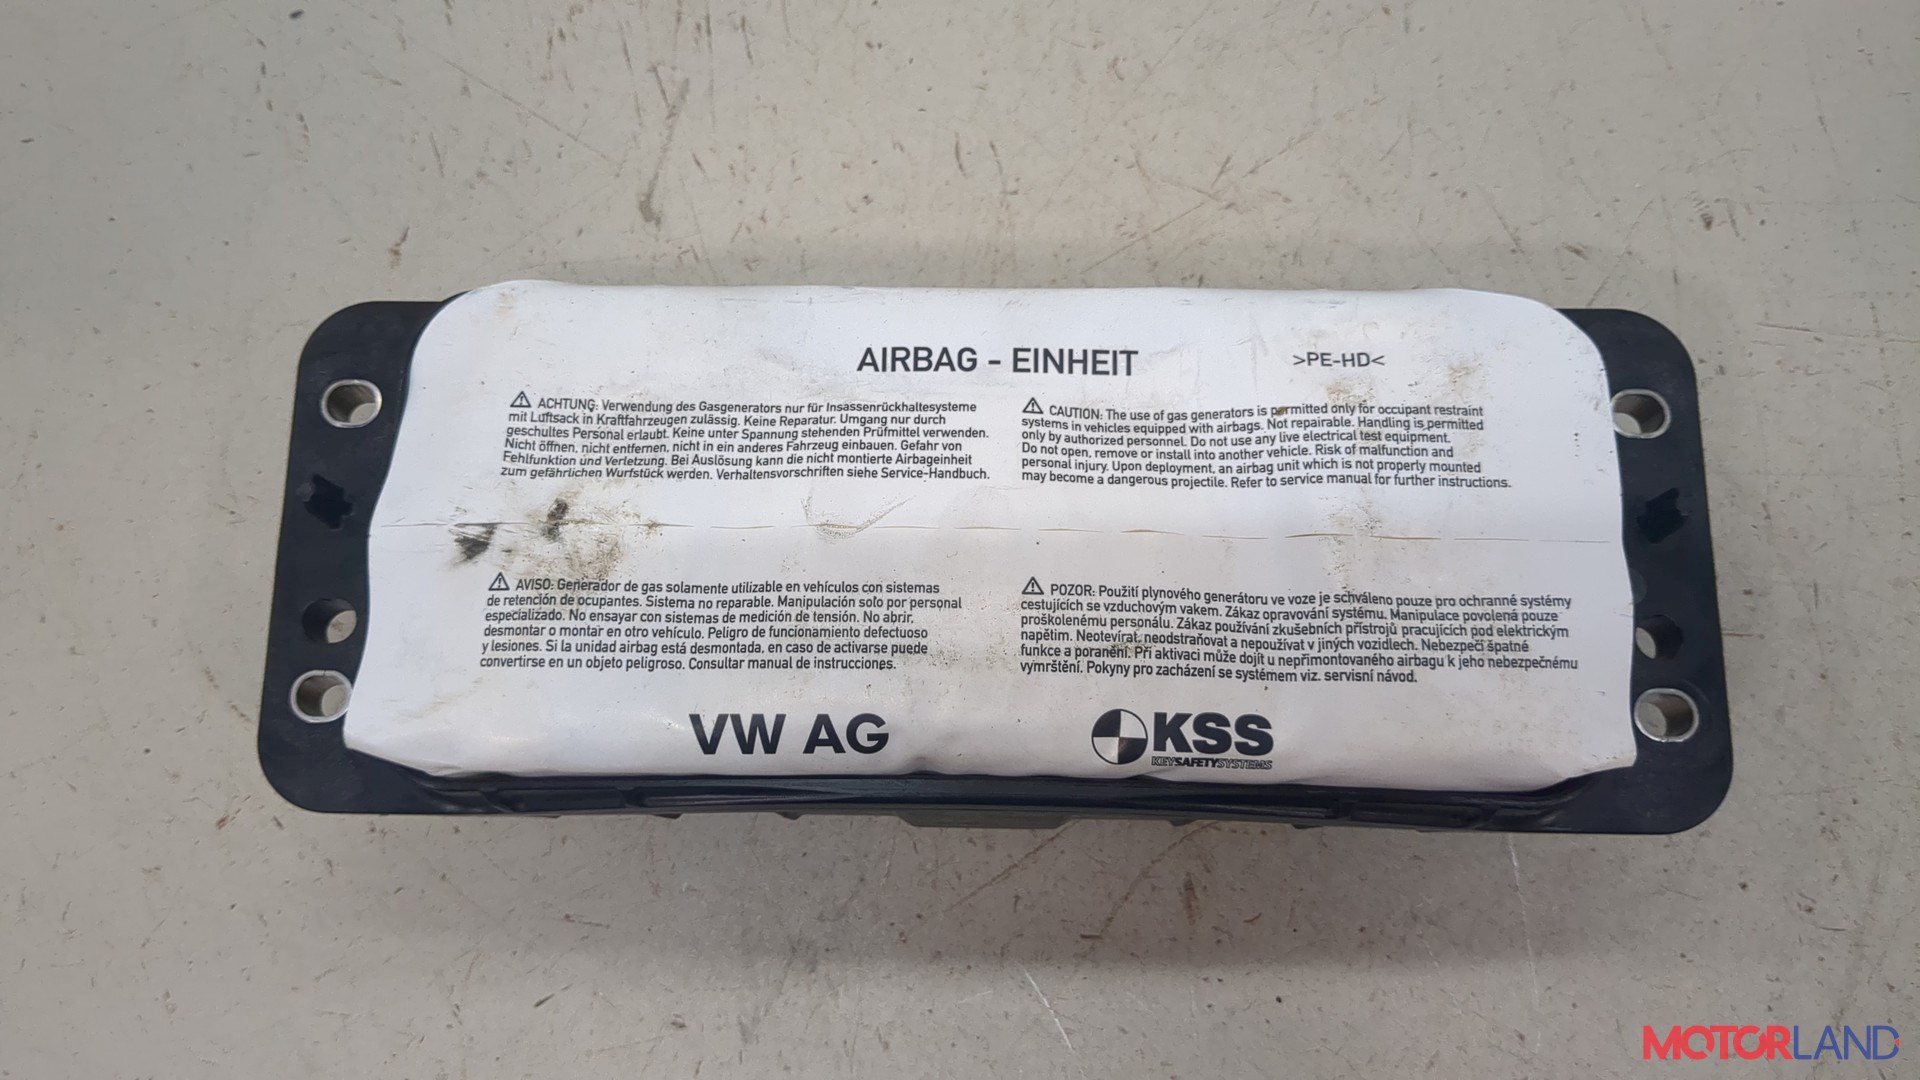 AIRBAG - EINHEIT
>PE-HD<
⚠ ACHTUNG: Verwendung des Gasgenerators nur für Insassenrückhaltesysteme
mit Luftsack in Kraftfahrzeugen zulässig. Keine Reparatur. Umgang nur durch
geschultes Personal erlaubt. Keine unter Spannung stehenden Prüfmittel verwenden.
Nicht öffnen, nicht entfernen, nicht in ein anderes Fahrzeug einbauen. Gefahr von
Fehlfunktion und Verletzung. Bei Auslösung kann die nicht montierte Airbageinheit
zum gefährlichen Wurfstück werden. Verhaltensvorschriften siehe Service-Handbuch.
⚠ CAUTION: The use of gas generators is permitted only for occupant restraint
systems in vehicles equipped with airbags. Not repairable. Handling is permitted
only by authorized personnel. Do not use any live electrical test equipment.
Do not open, remove or install into another vehicle. Risk of malfunction and
personal injury. Upon deployment, an airbag unit which is not properly mounted
may become a dangerous projectile. Refer to service manual for further instructions.
⚠ AVISO: Generador de gas solamente utilizable en vehículos con sistemas
de retención de ocupantes. Sistema no reparable. Manipulación solo por personal
especializado. No ensayar con sistemas de medición de tensión. No abrir,
desmontar o montar en otro vehículo. Peligro de funcionamiento defectuoso
y lesiones. Si la unidad airbag está desmontada, en caso de activarse puede
convertirse en un objeto peligroso. Consultar manual de instrucciones.
⚠ POZOR: Použití plynového generátoru ve voze je schváleno pouze pro ochranné systémy
cestujících se vzduchovým vakem. Zákaz opravování systému. Manipulace povolená pouze
proškolenému personálu. Zákaz používání zkušebních přístrojů pracujících pod elektrickým
napětím. Neotevírat, neodstraňovat a nepoužívat v jiných vozidlech. Nebezpečí špatné
funkce a poranění. Při aktivaci může dojít u nepřimontovaného airbagu k jeho nebezpečnému
vymrštění. Pokyny pro zacházení se systémem viz. servisní návod.
VW AG
KSS
KEYSAFETYSYSTEMS
MOTORLAND